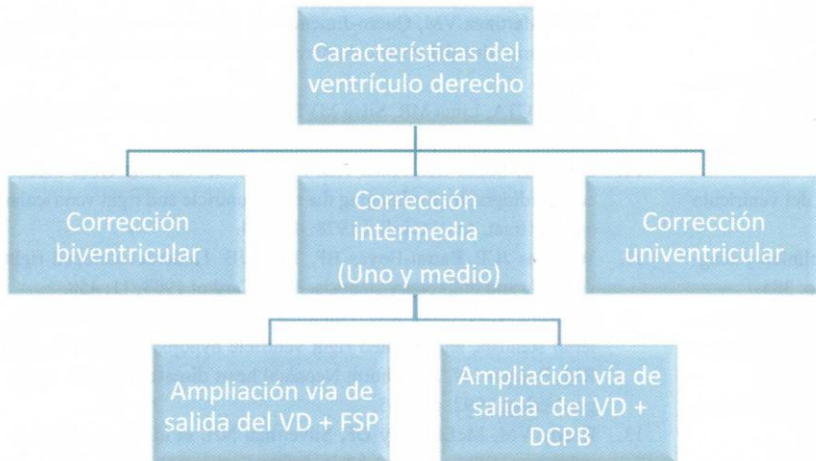 Características del
ventrículo derecho
Corrección
biventricular
Corrección
intermedia
(Uno y medio)
Corrección
univentricular
Ampliación vía de
salida del VD + FSP
Ampliación vía de
salida del VD +
DCPB